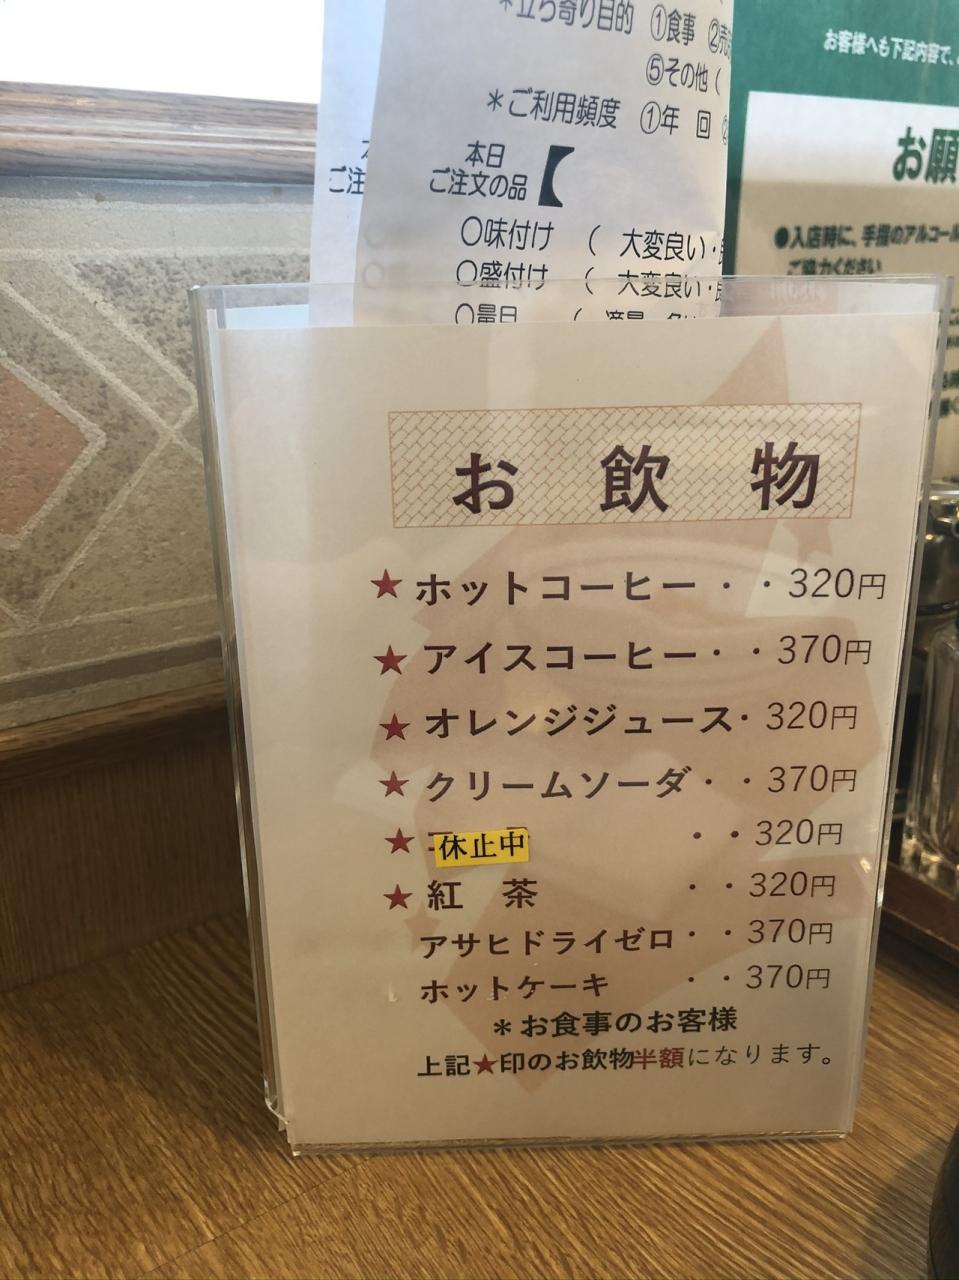 *立ち寄り目的 ①食事 ②
⑤その他 (
*ご利用頻度 ①年 回
本日
ご注文の品
〇味付け ( 大変良い・
〇盛付け ( 大変良い・
〇量目 (
ご注
お客様へも下記内容で、
お願
●入店時に、手指のアルコール
ご協力ください
お 飲 物
★ ホットコーヒー・・320円
★ アイスコーヒー・・370円
★ オレンジジュース・320円
★ クリームソーダ・・370円
★ 休止中 ・・320円
★ 紅 茶 ・・320円
アサヒドライゼロ・・370円
ホットケーキ ・・370円
*お食事のお客様
上記★印のお飲物半額になります。